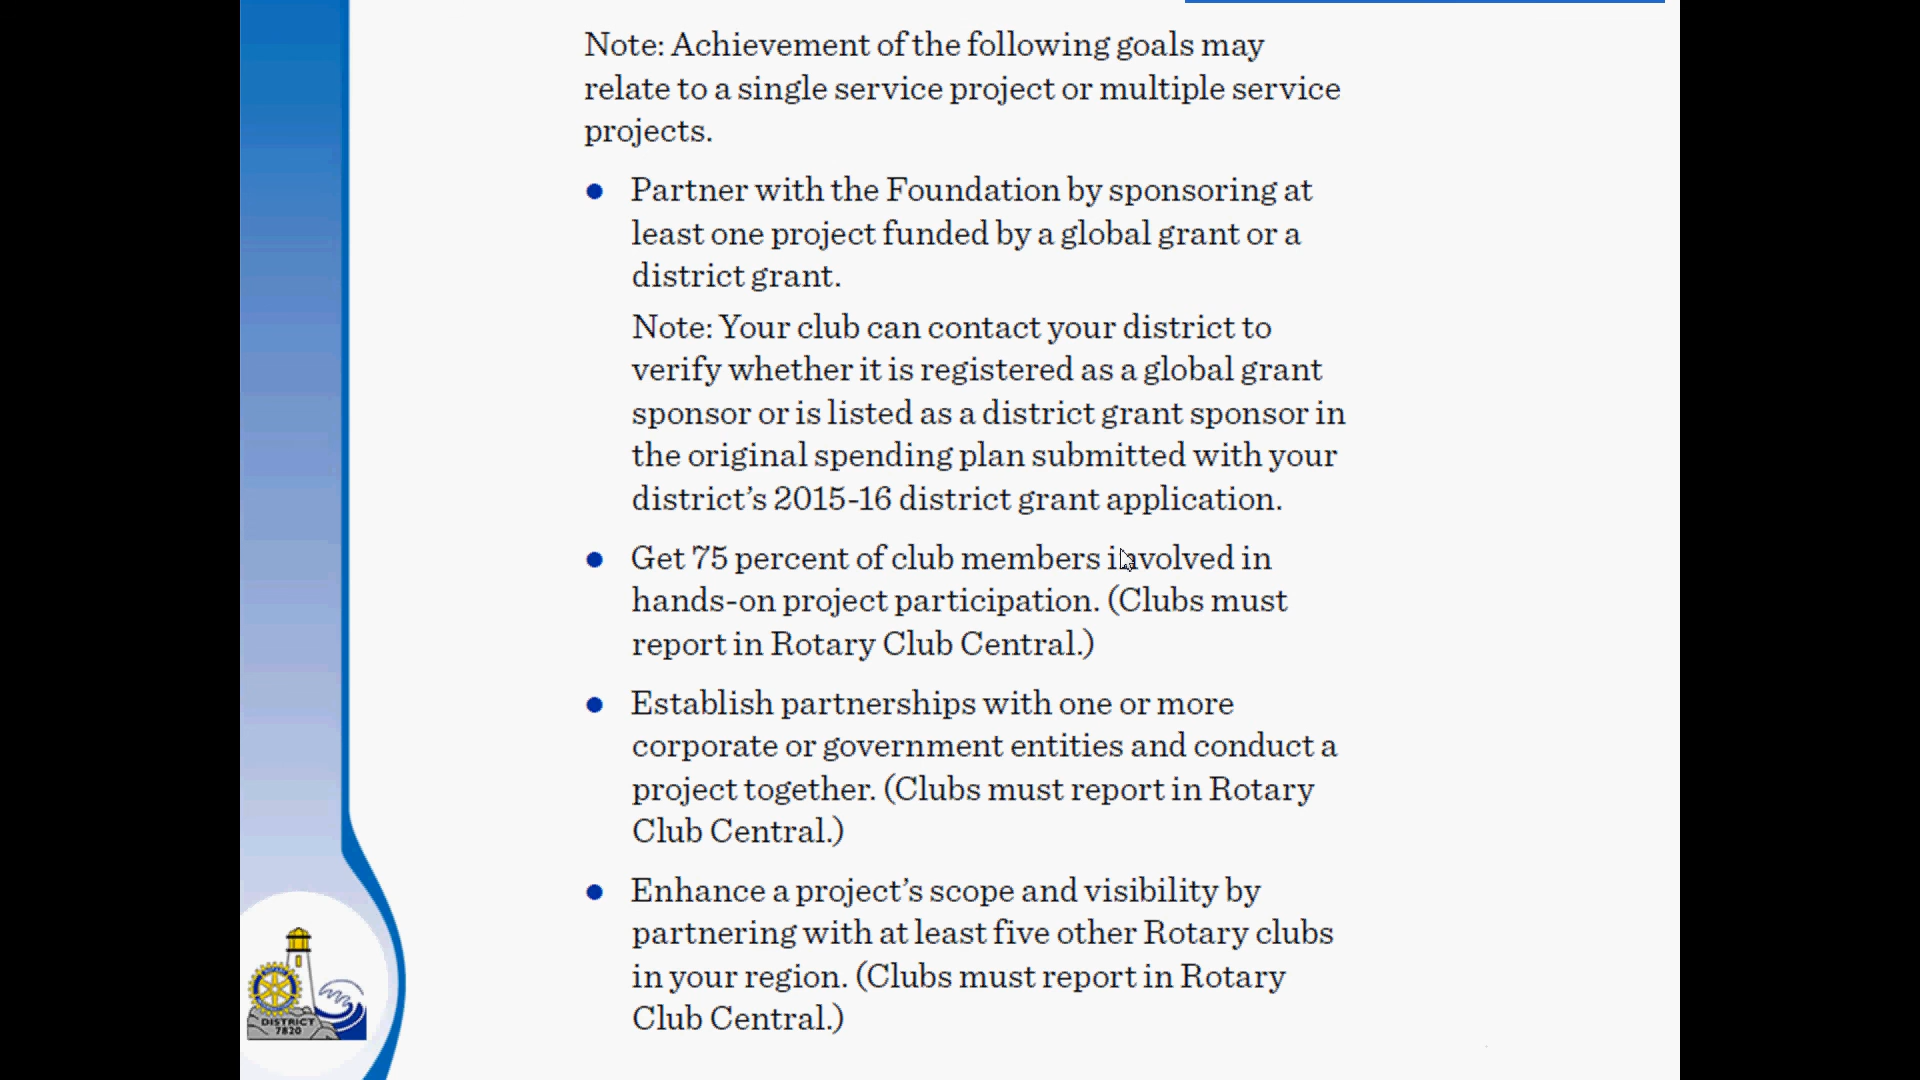 Note: Achievement of the following goals may
relate to a single service project or multiple service
projects.
● Partner with the Foundation by sponsoring at
least one project funded by a global grant or a
district grant.
Note: Your club can contact your district to
verify whether it is registered as a global grant
sponsor or is listed as a district grant sponsor in
the original spending plan submitted with your
district’s 2015-16 district grant application.
● Get 75 percent of club members involved in
hands-on project participation. (Clubs must
report in Rotary Club Central.)
● Establish partnerships with one or more
corporate or government entities and conduct a
project together. (Clubs must report in Rotary
Club Central.)
● Enhance a project’s scope and visibility by
partnering with at least five other Rotary clubs
in your region. (Clubs must report in Rotary
Club Central.)
DISTRICT
7820